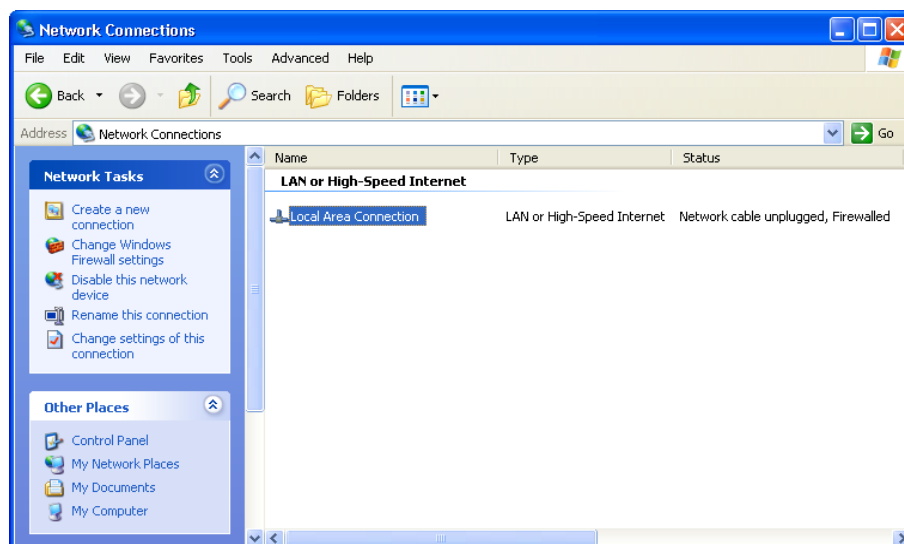 Network Connections
File Edit View Favorites Tools Advanced Help
Back Search Folders
Address Network Connections Go
Network Tasks
Create a new
connection
Change Windows
Firewall settings
Disable this network
device
Rename this connection
Change settings of this
connection
Other Places
Control Panel
My Network Places
My Documents
My Computer
Name Type Status
LAN or High-Speed Internet
Local Area Connection LAN or High-Speed Internet Network cable unplugged, Firewalled